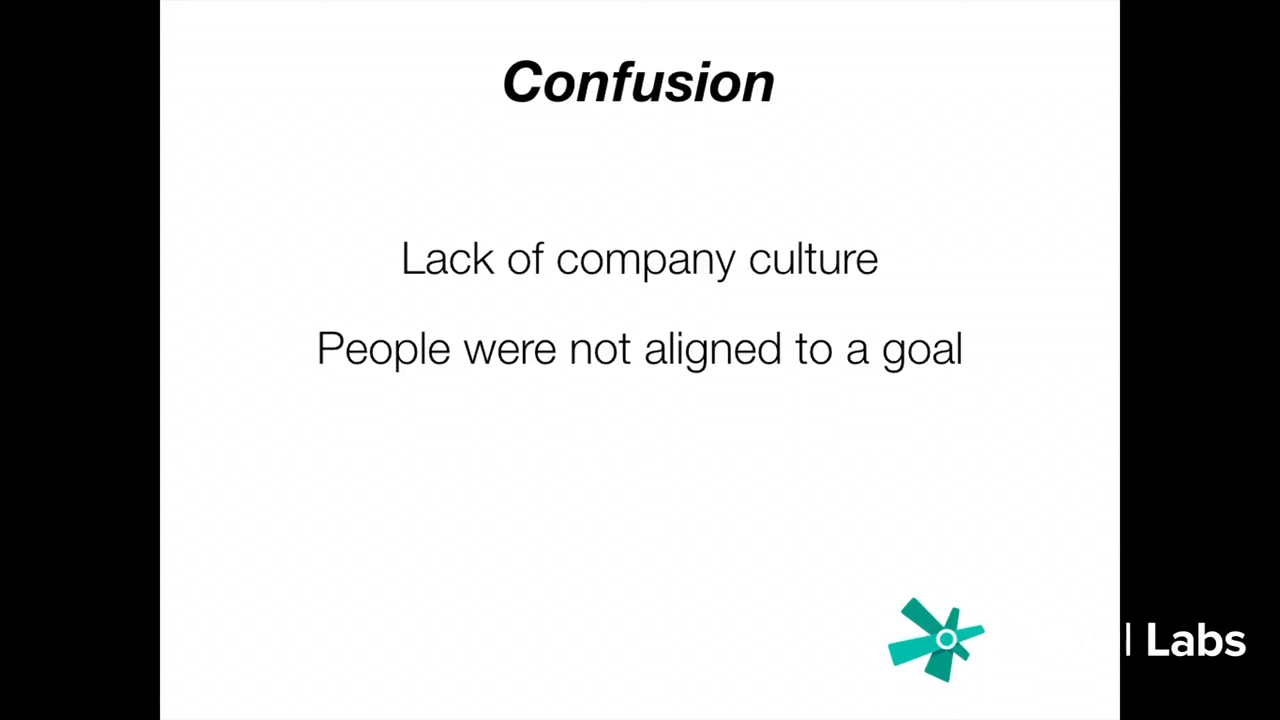 Confusion
Lack of company culture
People were not aligned to a goal
Labs